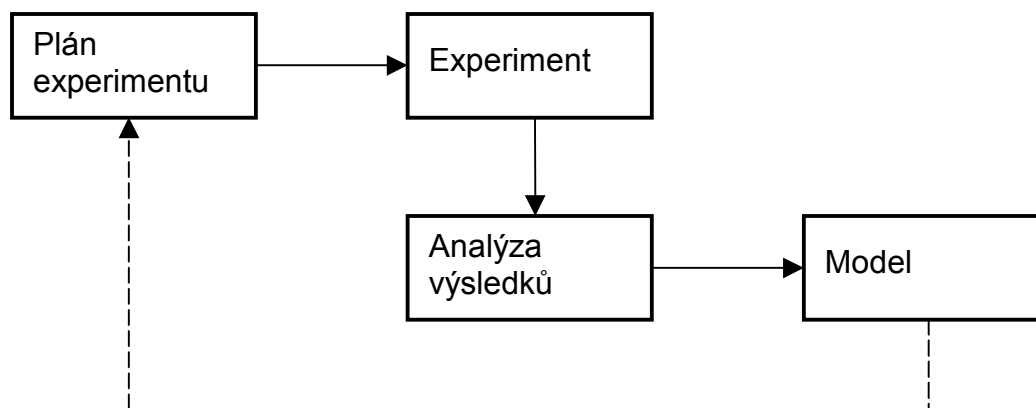 Plán
experimentu
Experiment
Analýza
výsledků
Model